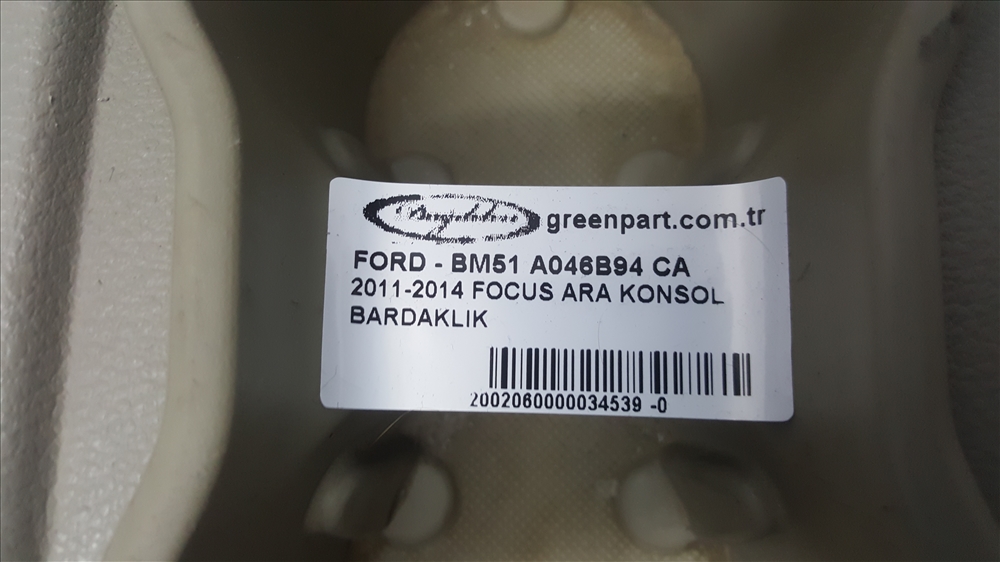 greenpart.com.tr
FORD - BM51 A046B94 CA
2011-2014 FOCUS ARA KONSOL
BARDAKLIK
2002060000034539 -0